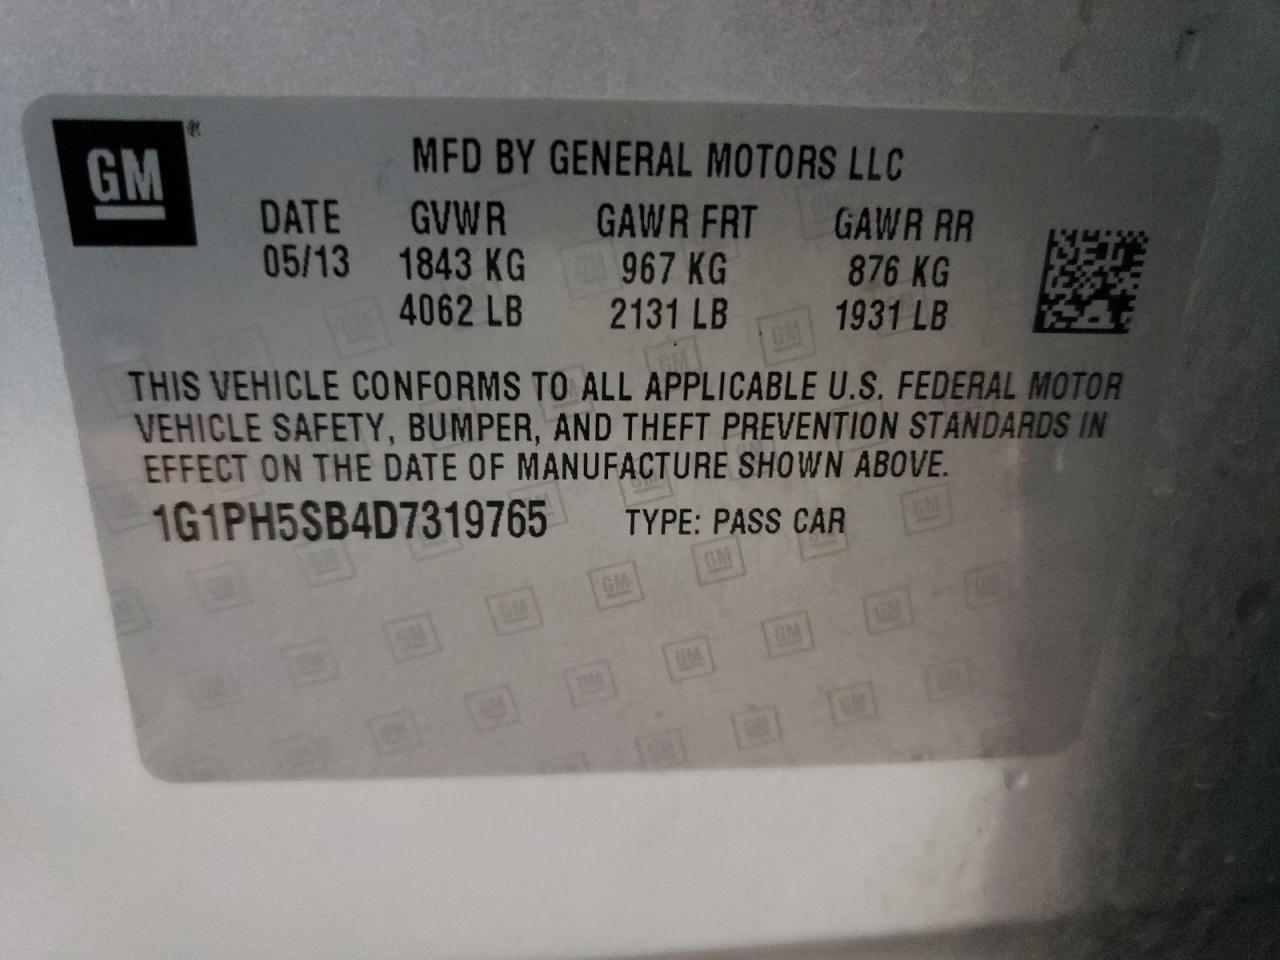 GM ®
MFD BY GENERAL MOTORS LLC
DATE GVWR GAWR FRT GAWR RR
05/13 1843 KG 967 KG 876 KG
4062 LB 2131 LB 1931 LB
THIS VEHICLE CONFORMS TO ALL APPLICABLE U.S. FEDERAL MOTOR
VEHICLE SAFETY, BUMPER, AND THEFT PREVENTION STANDARDS IN
EFFECT ON THE DATE OF MANUFACTURE SHOWN ABOVE.
1G1PH5SB4D7319765 TYPE: PASS CAR